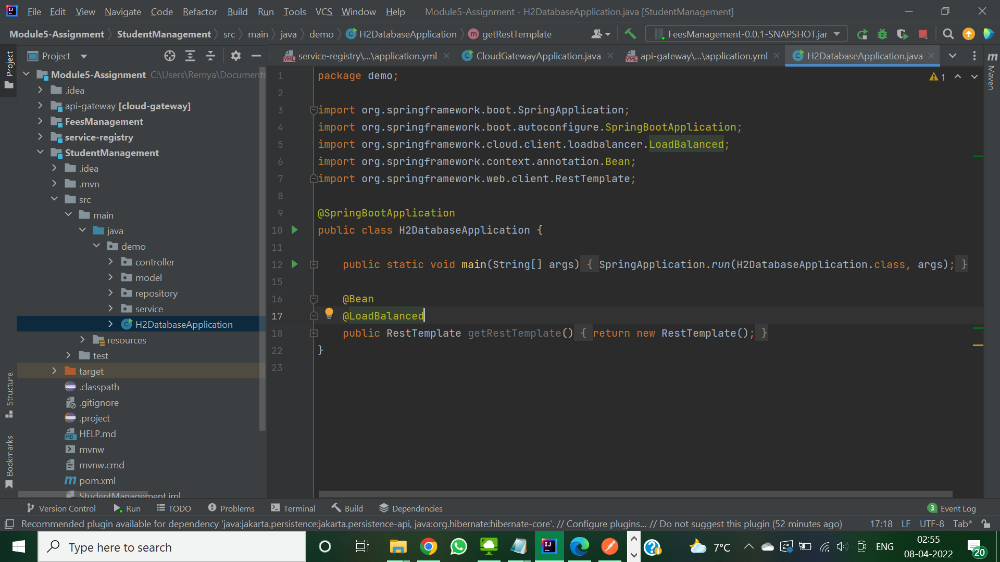 File Edit View Navigate Code Refactor Build Run Tools VCS Window Help Module5-Assignment - H2DatabaseApplication.java [StudentManagement]
Module5-Assignment StudentManagement src main java demo H2DatabaseApplication m getRestTemplate FeesManagement-0.0.1-SNAPSHOT.jar
Project
service-registry\...\application.yml CloudGatewayApplication.java api-gateway\...\application.yml H2DatabaseApplication.java
Project
Structure
Bookmarks
Maven
Module5-Assignment C:\Users\Remya\Documents
.idea
api-gateway [cloud-gateway]
FeesManagement
service-registry
StudentManagement
.idea
.mvn
src
main
java
demo
controller
model
repository
service
H2DatabaseApplication
resources
test
target
.classpath
.gitignore
.project
HELP.md
mvnw
mvnw.cmd
pom.xml
StudentManagement.iml
1 package demo;
1
2
3 import org.springframework.boot.SpringApplication;
4 import org.springframework.boot.autoconfigure.SpringBootApplication;
5 import org.springframework.cloud.client.loadbalancer.LoadBalanced;
6 import org.springframework.context.annotation.Bean;
7 import org.springframework.web.client.RestTemplate;
8
9 @SpringBootApplication
10 public class H2DatabaseApplication {
11
12 public static void main(String[] args) { SpringApplication.run(H2DatabaseApplication.class, args); }
15
16 @Bean
17 @LoadBalanced
18 public RestTemplate getRestTemplate() { return new RestTemplate(); }
22 }
23
Version Control Run TODO Problems Terminal Build Dependencies 3 Event Log
Recommended plugin available for dependency 'java:jakarta.persistence:jakarta.persistence-api, java:org.hibernate:hibernate-core'. // Configure plugins... // Do not suggest this plugin (52 minutes ago) 17:18 LF UTF-8 Tab*
Type here to search 7°C ENG 02:55
08-04-2022 20